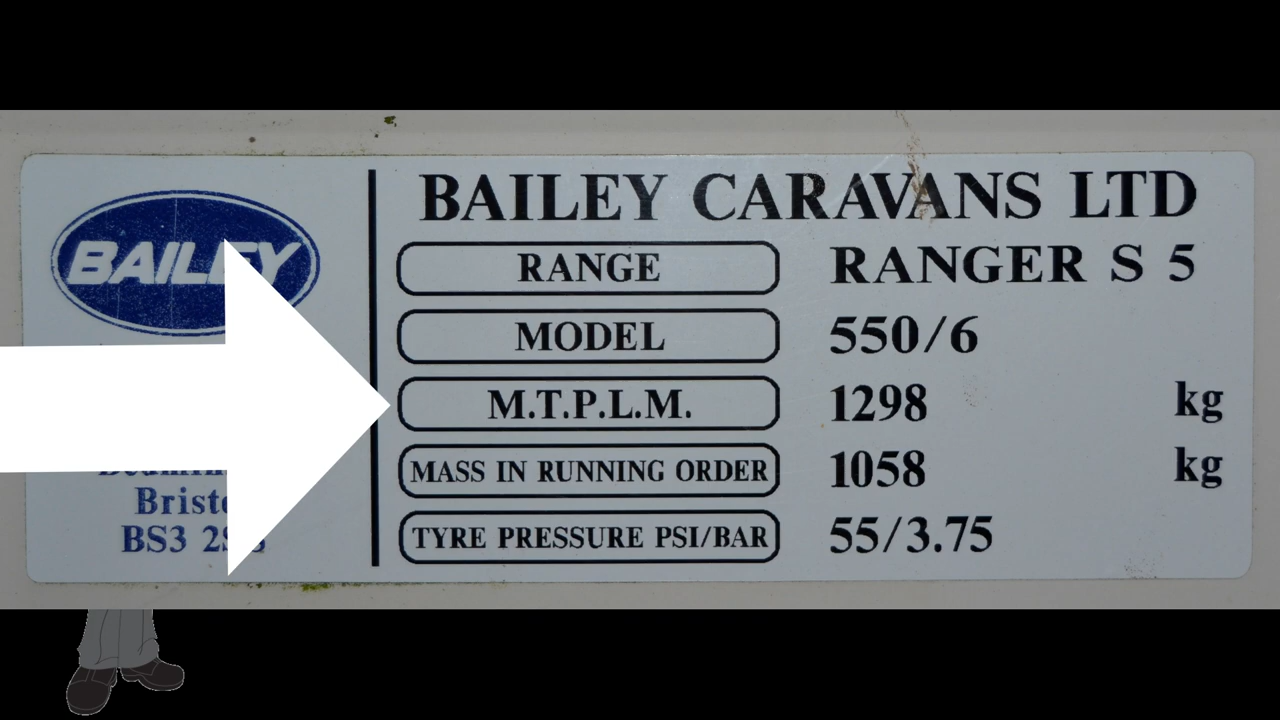 BAILEY CARAVANS LTD
BAILEY
RANGE RANGER S 5
MODEL 550/6
M.T.P.L.M. 1298 kg
MASS IN RUNNING ORDER 1058 kg
TYRE PRESSURE PSI/BAR 55/3.75
BS3